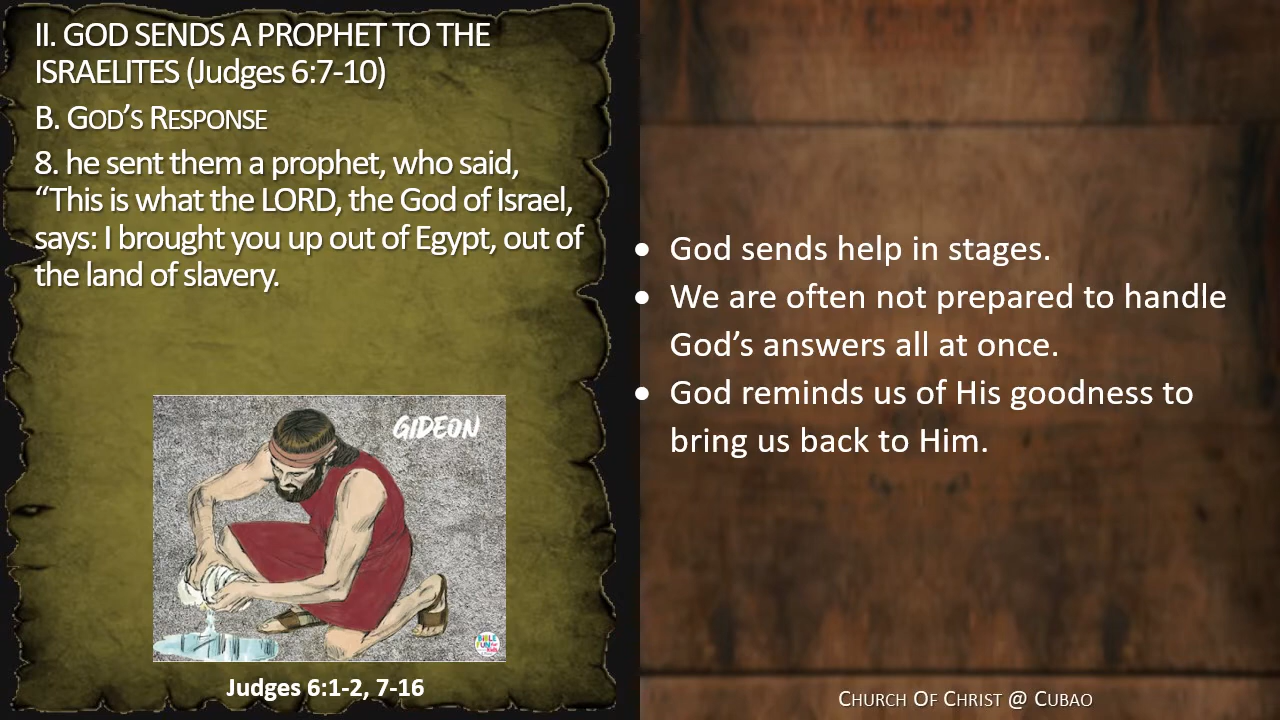 II. GOD SENDS A PROPHET TO THE
ISRAELITES (Judges 6:7-10)
B. GOD’S RESPONSE
8. he sent them a prophet, who said,
“This is what the LORD, the God of Israel,
says: I brought you up out of Egypt, out of
the land of slavery.
GIDEON
BIBLE
FUN for
Kids
Judges 6:1-2, 7-16
• God sends help in stages.
• We are often not prepared to handle
God’s answers all at once.
• God reminds us of His goodness to
bring us back to Him.
CHURCH OF CHRIST @ CUBAO